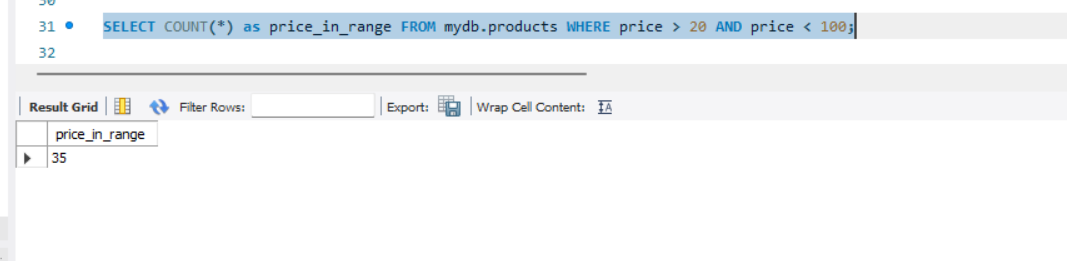 30
31 SELECT COUNT(*) as price_in_range FROM mydb.products WHERE price > 20 AND price < 100;
32
Result Grid Filter Rows: Export: Wrap Cell Content: IA
price_in_range
35